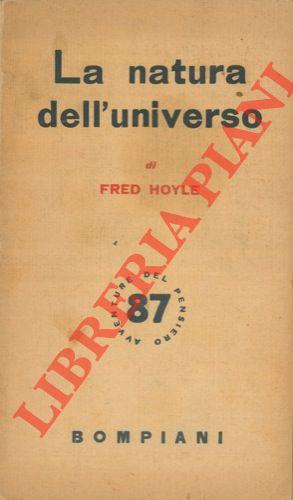 La natura
dell'universo
di
FRED HOYLE
AVVENTURE DEL PENSIERO
87
BOMPIANI
LIBRERIA PIANI